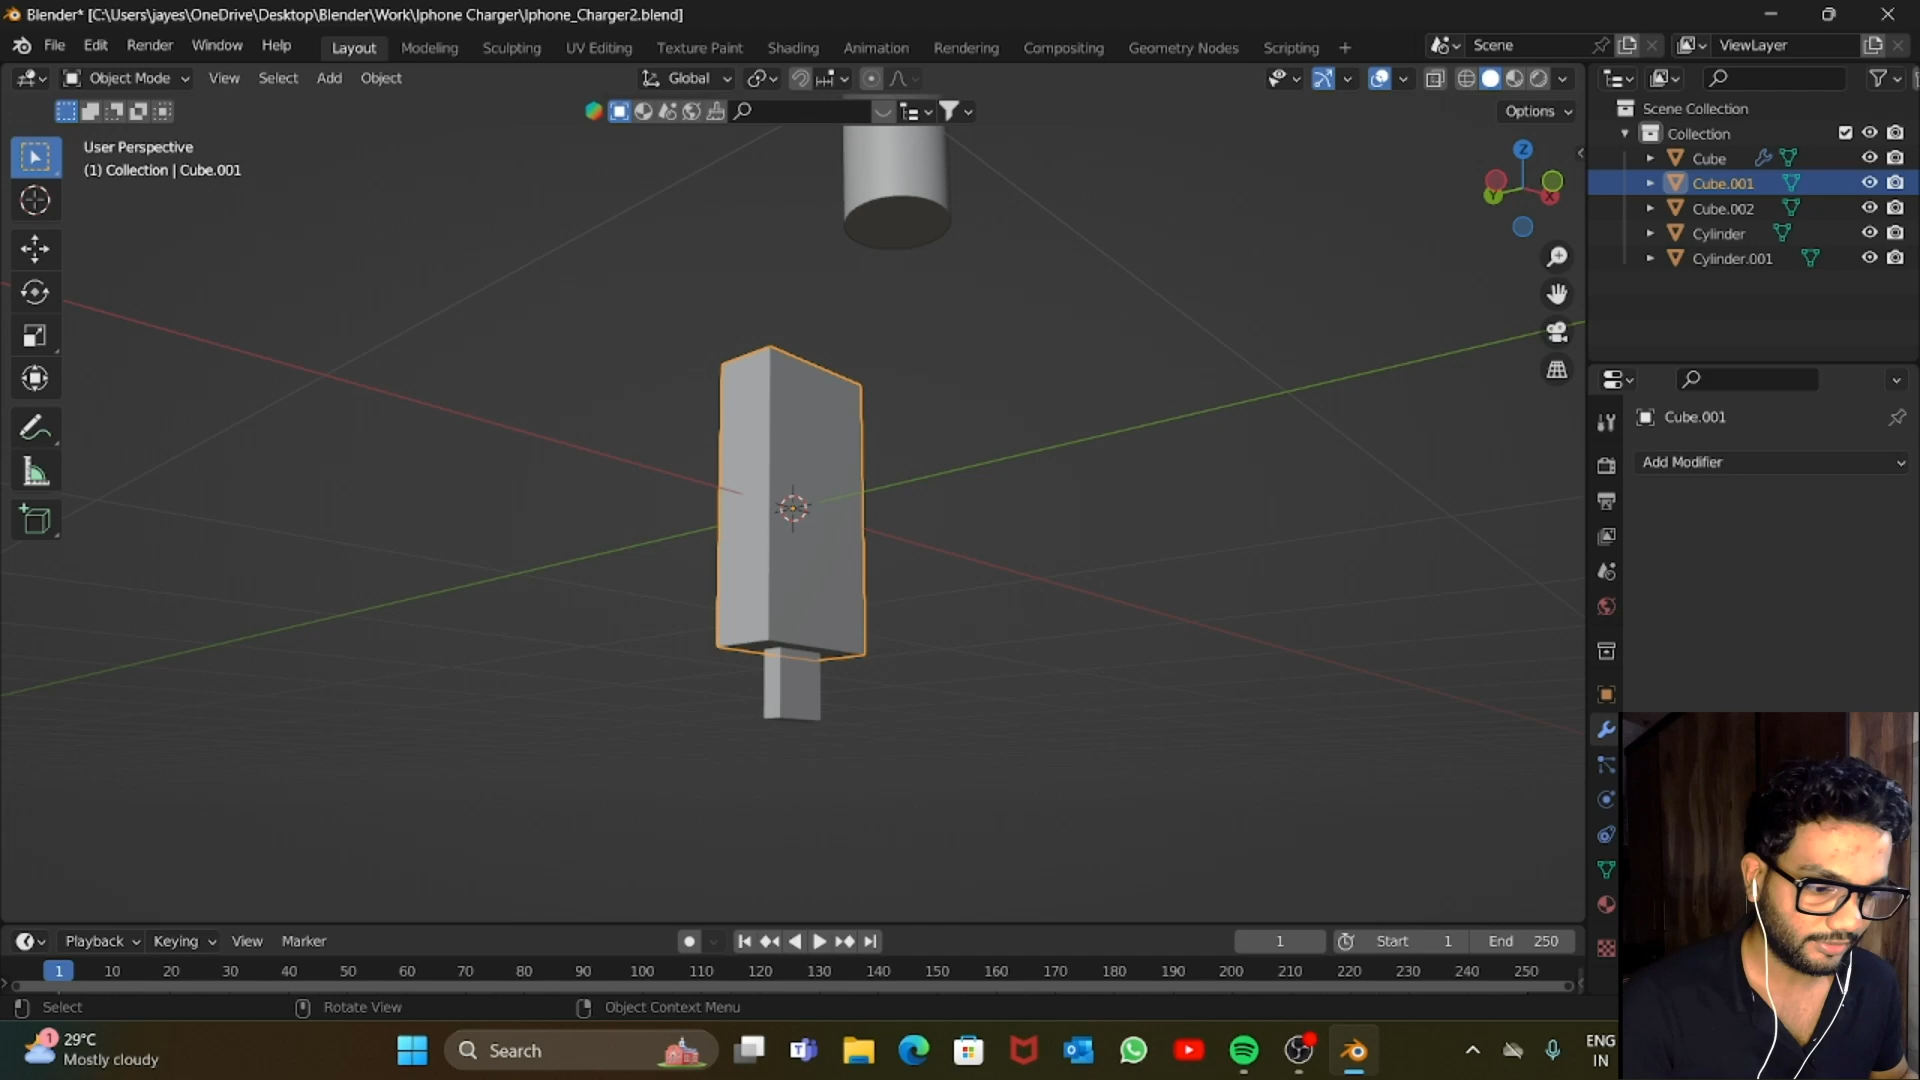 Blender* [C:\Users\jayes\OneDrive\Desktop\Blender\Work\Iphone Charger\Iphone_Charger2.blend]
File Edit Render Window Help Layout Modeling Sculpting UV Editing Texture Paint Shading Animation Rendering Compositing Geometry Nodes Scripting + Scene ViewLayer
Object Mode View Select Add Object Global
Options
User Perspective
(1) Collection | Cube.001
Z
Y
X
Scene Collection
Collection
Cube
Cube.001
Cube.002
Cylinder
Cylinder.001
Cube.001
Add Modifier
Playback Keying View Marker 1 Start 1 End 250
1 10 20 30 40 50 60 70 80 90 100 110 120 130 140 150 160 170 180 190 200 210 220 230 240 250
Select Rotate View Object Context Menu
1
29°C
Mostly cloudy
Search
ENG
IN